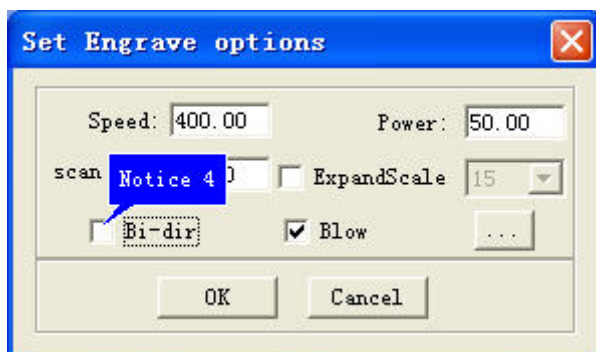 Set Engrave options
Speed: 400.00 Power: 50.00
scan Notice 4 ExpandScale 15
Bi-dir Blow ...
OK Cancel